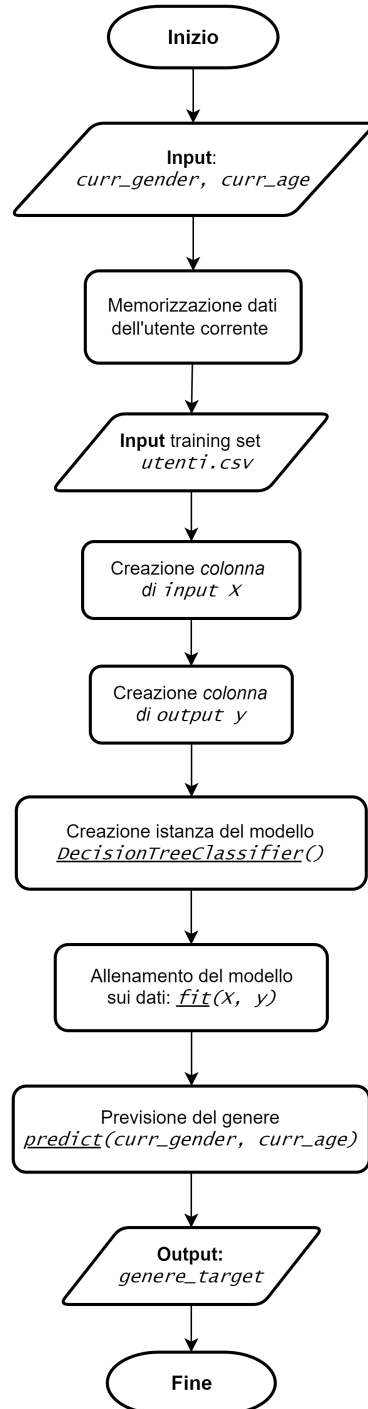 Inizio
Input:
curr_gender, curr_age
Memorizzazione dati
dell'utente corrente
Input training set
utenti.csv
Creazione colonna
di input X
Creazione colonna
di output y
Creazione istanza del modello
DecisionTreeClassifier()
Allenamento del modello
sui dati: fit(X, y)
Previsione del genere
predict(curr_gender, curr_age)
Output:
genere_target
Fine